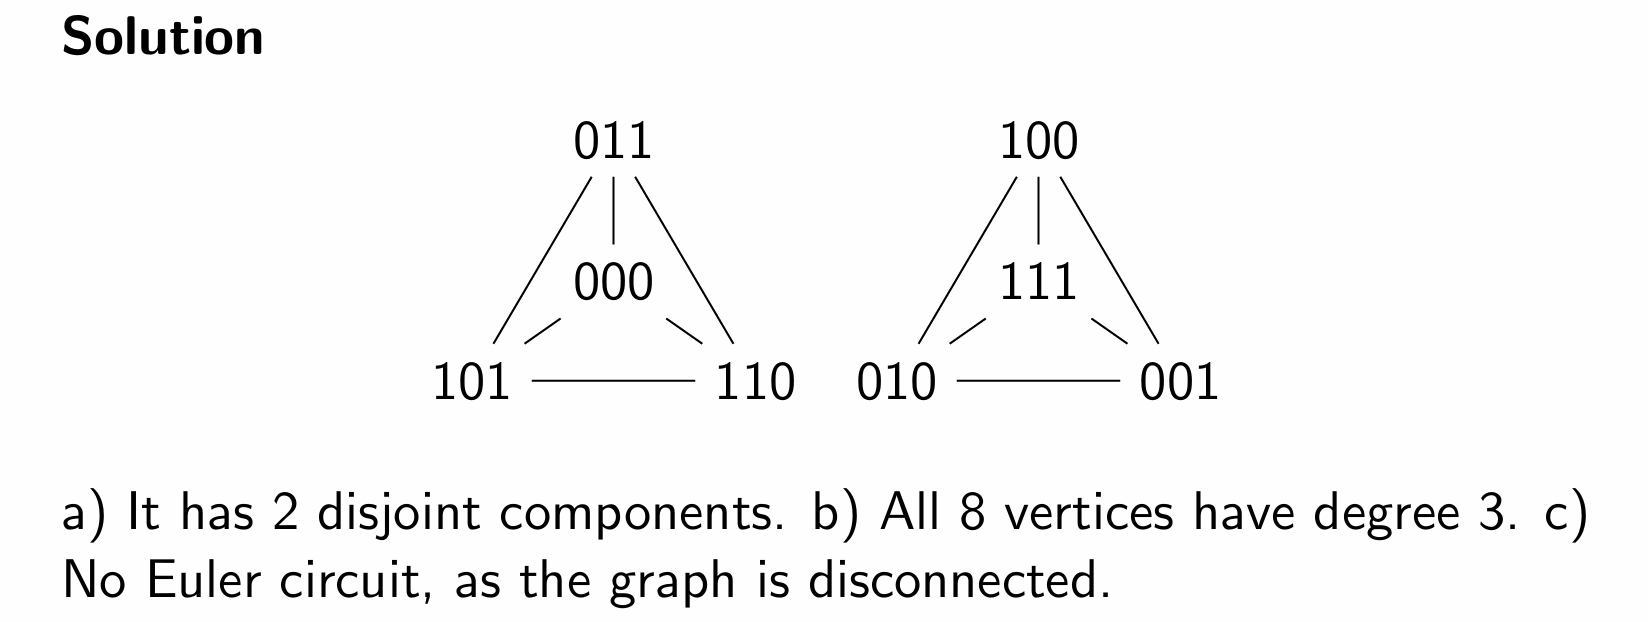 Solution
011 100
000 111
101 110 010 001
a) It has 2 disjoint components. b) All 8 vertices have degree 3. c)
No Euler circuit, as the graph is disconnected.